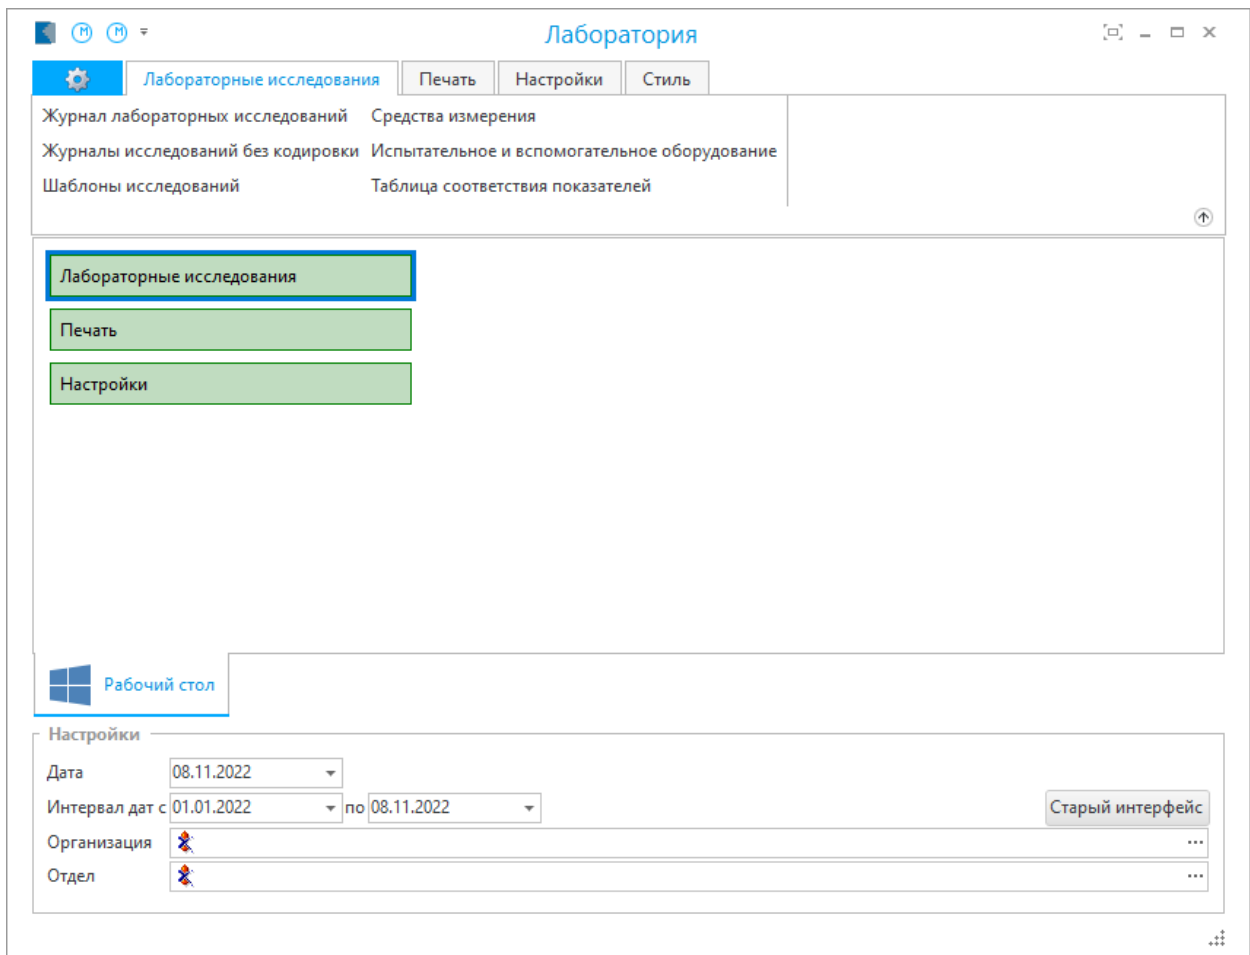 Лаборатория
Лабораторные исследования Печать Настройки Стиль
Журнал лабораторных исследований Средства измерения
Журналы исследований без кодировки Испытательное и вспомогательное оборудование
Шаблоны исследований Таблица соответствия показателей
Лабораторные исследования
Печать
Настройки
Рабочий стол
Настройки
Дата 08.11.2022
Интервал дат с 01.01.2022 по 08.11.2022 Старый интерфейс
Организация ...
Отдел ...